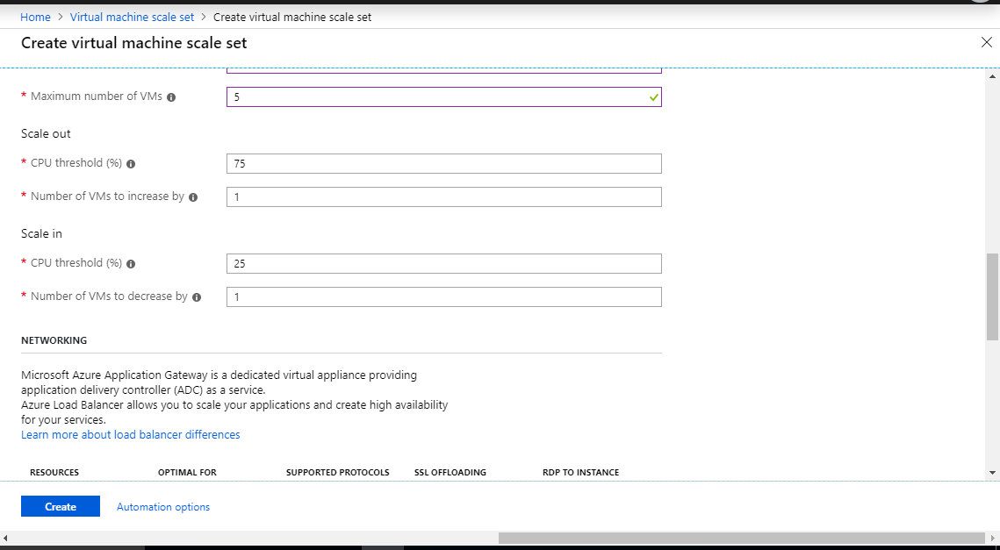 Home > Virtual machine scale set > Create virtual machine scale set
Create virtual machine scale set
* Maximum number of VMs
5
Scale out
* CPU threshold (%)
75
* Number of VMs to increase by
1
Scale in
* CPU threshold (%)
25
* Number of VMs to decrease by
1
NETWORKING
Microsoft Azure Application Gateway is a dedicated virtual appliance providing
application delivery controller (ADC) as a service.
Azure Load Balancer allows you to scale your applications and create high availability
for your services.
Learn more about load balancer differences
RESOURCES OPTIMAL FOR SUPPORTED PROTOCOLS SSL OFFLOADING RDP TO INSTANCE
Create Automation options